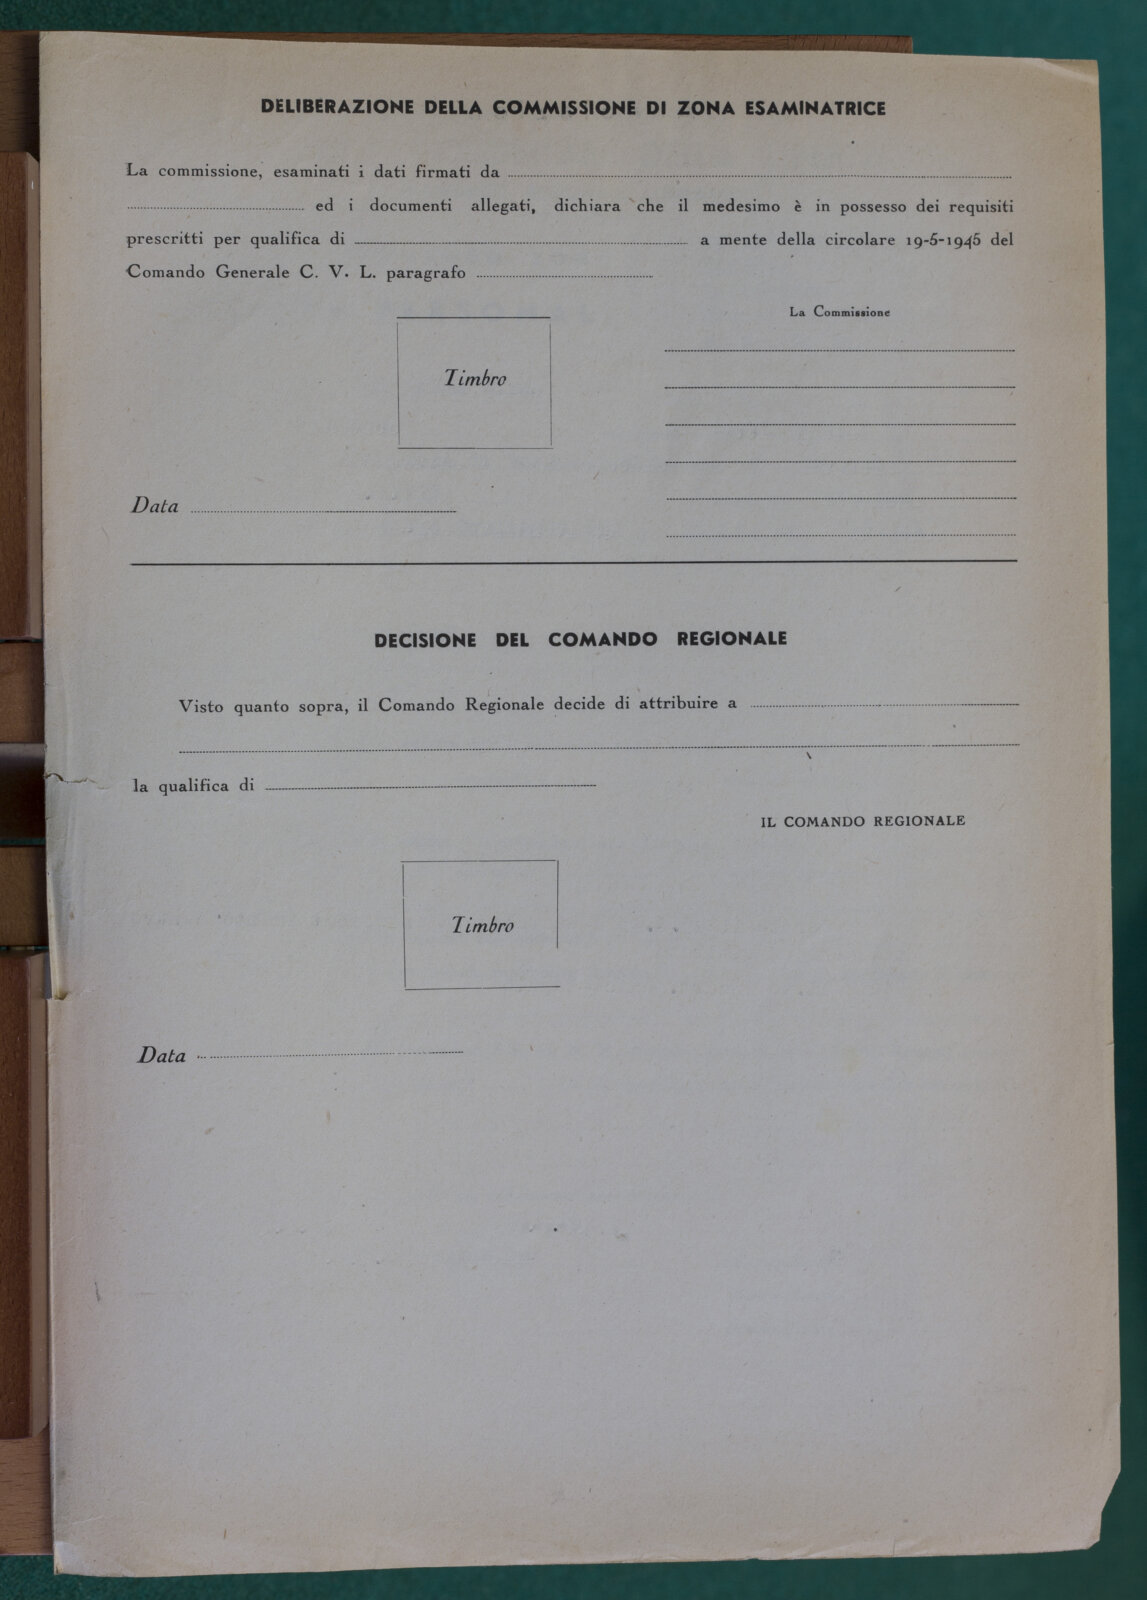 DELIBERAZIONE DELLA COMMISSIONE DI ZONA ESAMINATRICE
La commissione, esaminati i dati firmati da
ed i documenti allegati, dichiara che il medesimo è in possesso dei requisiti
prescritti per qualifica di a mente della circolare 19-5-1945 del
Comando Generale C. V. L. paragrafo
La Commissione
Timbro
Data
DECISIONE DEL COMANDO REGIONALE
Visto quanto sopra, il Comando Regionale decide di attribuire a
la qualifica di
IL COMANDO REGIONALE
Timbro
Data